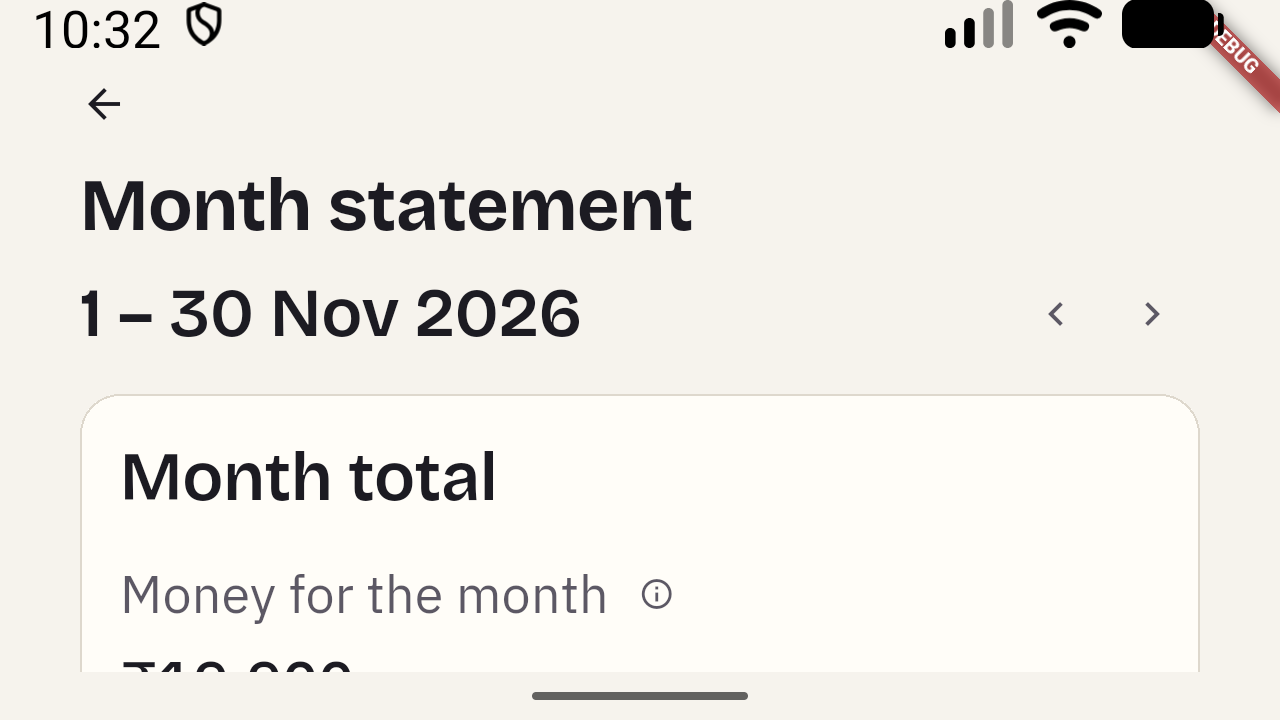 10:32
DEBUG
Month statement
1 – 30 Nov 2026
Month total
Money for the month